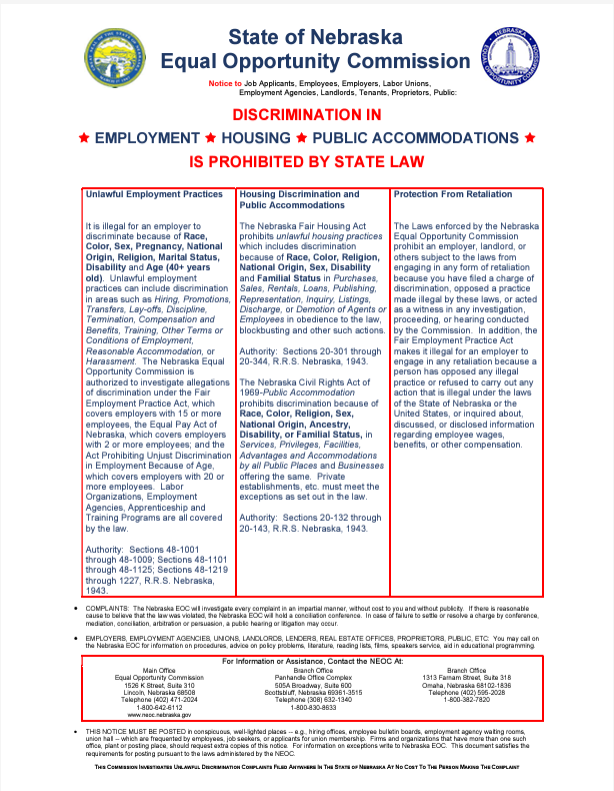 State of Nebraska
Equal Opportunity Commission
Notice to Job Applicants, Employees, Employers, Labor Unions,
Employment Agencies, Landlords, Tenants, Proprietors, Public:
DISCRIMINATION IN
★ EMPLOYMENT ★ HOUSING ★ PUBLIC ACCOMMODATIONS ★
IS PROHIBITED BY STATE LAW
Unlawful Employment Practices
It is illegal for an employer to
discriminate because of Race,
Color, Sex, Pregnancy, National
Origin, Religion, Marital Status,
Disability and Age (40+ years
old). Unlawful employment
practices can include discrimination
in areas such as Hiring, Promotions,
Transfers, Lay-offs, Discipline,
Termination, Compensation and
Benefits, Training, Other Terms or
Conditions of Employment,
Reasonable Accommodation, or
Harassment. The Nebraska Equal
Opportunity Commission is
authorized to investigate allegations
of discrimination under the Fair
Employment Practice Act, which
covers employers with 15 or more
employees, the Equal Pay Act of
Nebraska, which covers employers
with 2 or more employees; and the
Act Prohibiting Unjust Discrimination
in Employment Because of Age,
which covers employers with 20 or
more employees. Labor
Organizations, Employment
Agencies, Apprenticeship and
Training Programs are all covered
by the law.
Authority: Sections 48-1001
through 48-1009; Sections 48-1101
through 48-1125; Sections 48-1219
through 1227, R.R.S. Nebraska,
1943.
Housing Discrimination and
Public Accommodations
The Nebraska Fair Housing Act
prohibits unlawful housing practices
which includes discrimination
because of Race, Color, Religion,
National Origin, Sex, Disability
and Familial Status in Purchases,
Sales, Rentals, Loans, Publishing,
Representation, Inquiry, Listings,
Discharge, or Demotion of Agents or
Employees in obedience to the law,
blockbusting and other such actions.
Authority: Sections 20-301 through
20-344, R.R.S. Nebraska, 1943.
The Nebraska Civil Rights Act of
1969-Public Accommodation
prohibits discrimination because of
Race, Color, Religion, Sex,
National Origin, Ancestry,
Disability, or Familial Status, in
Services, Privileges, Facilities,
Advantages and Accommodations
by all Public Places and Businesses
offering the same. Private
establishments, etc. must meet the
exceptions as set out in the law.
Authority: Sections 20-132 through
20-143, R.R.S. Nebraska, 1943.
Protection From Retaliation
The Laws enforced by the Nebraska
Equal Opportunity Commission
prohibit an employer, landlord, or
others subject to the laws from
engaging in any form of retaliation
because you have filed a charge of
discrimination, opposed a practice
made illegal by these laws, or acted
as a witness in any investigation,
proceeding, or hearing conducted
by the Commission. In addition, the
Fair Employment Practice Act
makes it illegal for an employer to
engage in any retaliation because a
person has opposed any illegal
practice or refused to carry out any
action that is illegal under the laws
of the State of Nebraska or the
United States, or inquired about,
discussed, or disclosed information
regarding employee wages,
benefits, or other compensation.
• COMPLAINTS: The Nebraska EOC will investigate every complaint in an impartial manner, without cost to you and without publicity. If there is reasonable
cause to believe that the law was violated, the Nebraska EOC will hold a conciliation conference. In case of failure to settle or resolve a charge by conference,
mediation, conciliation, arbitration or persuasion, a public hearing or litigation may occur.
• EMPLOYERS, EMPLOYMENT AGENCIES, UNIONS, LANDLORDS, LENDERS, REAL ESTATE OFFICES, PROPRIETORS, PUBLIC, ETC: You may call on
the Nebraska EOC for information on procedures, advice on policy problems, literature, reading lists, films, speakers service, aid in educational programming.
For Information or Assistance, Contact the NEOC At:
Main Office
Equal Opportunity Commission
1526 K Street, Suite 310
Lincoln, Nebraska 68508
Telephone (402) 471-2024
1-800-642-6112
www.neoc.nebraska.gov
Branch Office
Panhandle Office Complex
505A Broadway, Suite 600
Scottsbluff, Nebraska 69361-3515
Telephone (308) 632-1340
1-800-830-8633
Branch Office
1313 Farnam Street, Suite 318
Omaha, Nebraska 68102-1836
Telephone (402) 595-2028
1-800-382-7820
• THIS NOTICE MUST BE POSTED in conspicuous, well-lighted places -- e.g., hiring offices, employee bulletin boards, employment agency waiting rooms,
union hall -- which are frequented by employees, job seekers, or applicants for union membership. Firms and organizations that have more than one such
office, plant or posting place, should request extra copies of this notice. For information on exceptions write to Nebraska EOC. This document satisfies the
requirements for posting pursuant to the laws administered by the NEOC.
THIS COMMISSION INVESTIGATES UNLAWFUL DISCRIMINATION COMPLAINTS FILED ANYWHERE IN THE STATE OF NEBRASKA AT NO COST TO THE PERSON MAKING THE COMPLAINT